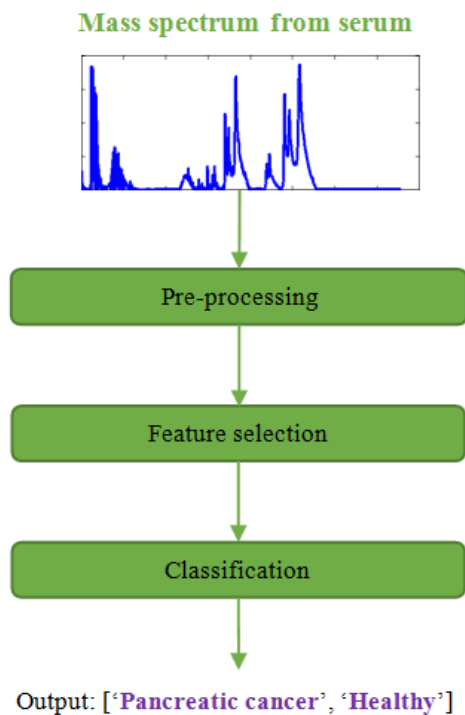 Mass spectrum from serum
Pre-processing
Feature selection
Classification
Output: [‘Pancreatic cancer’, ‘Healthy’]